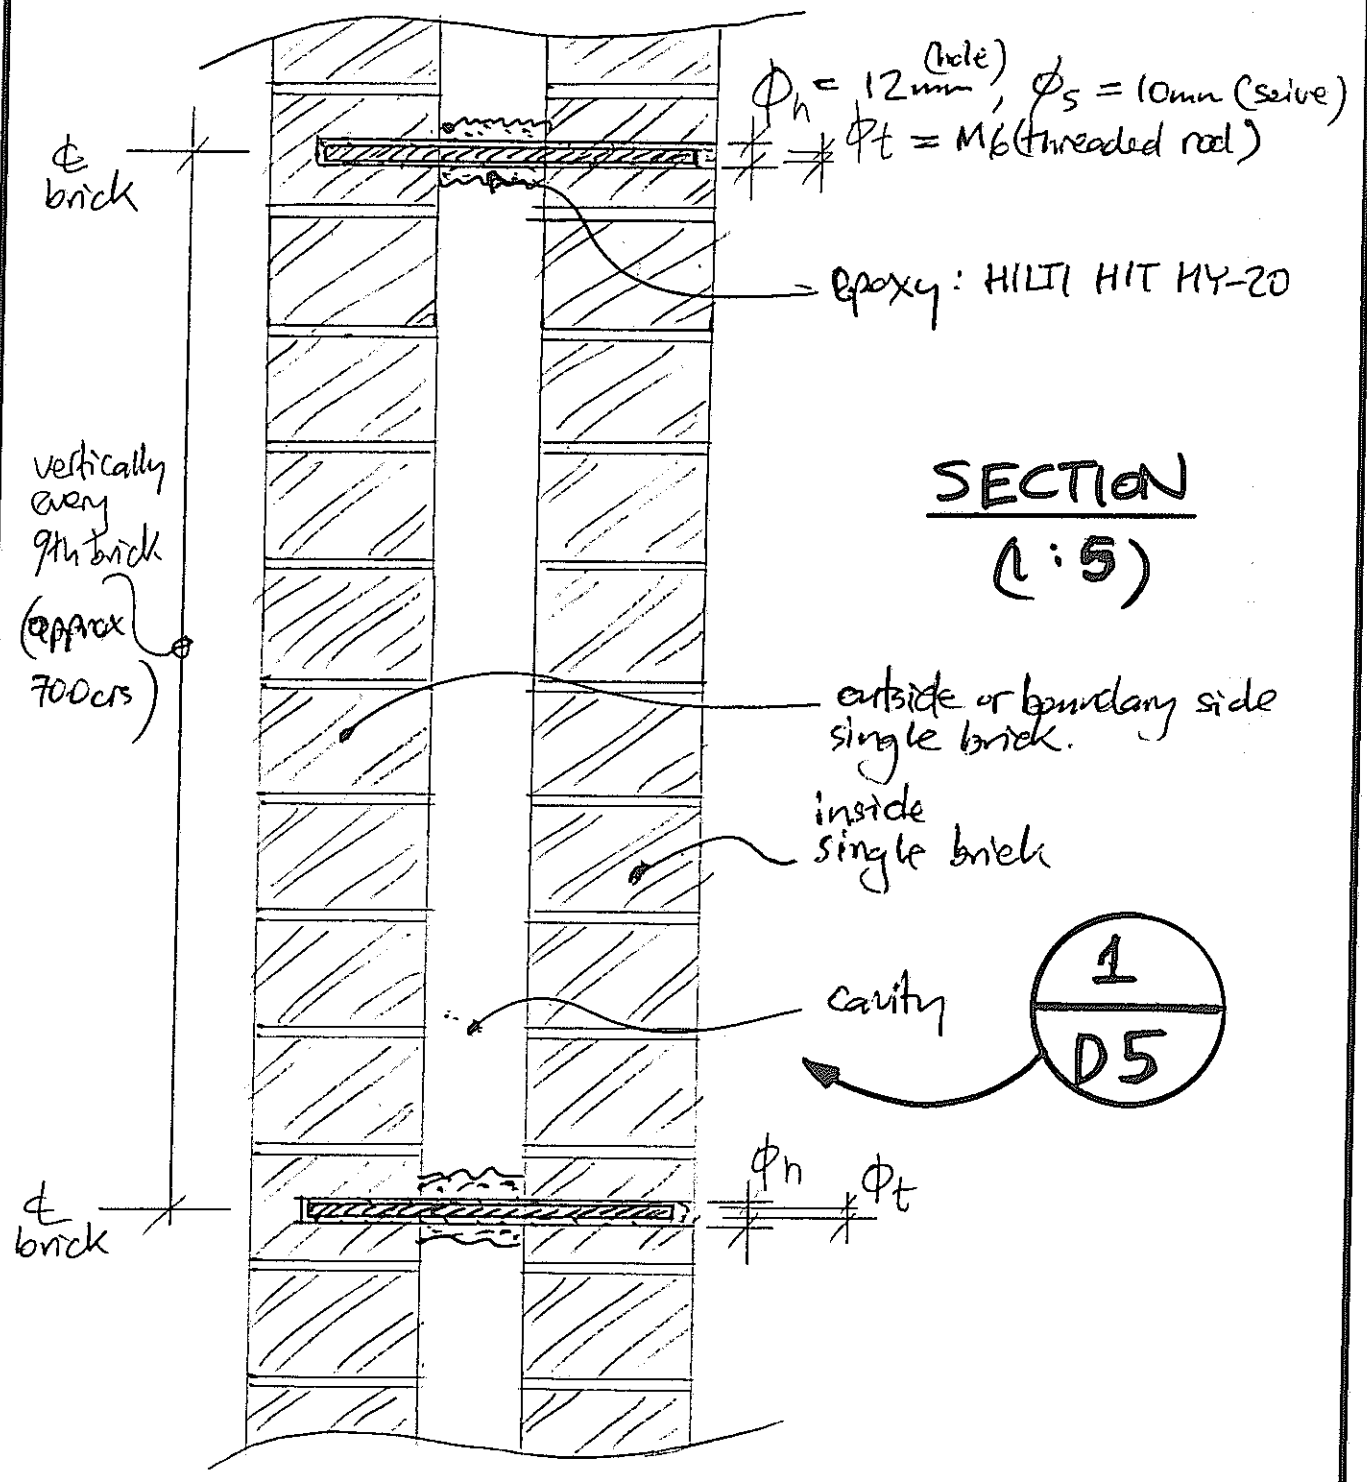 ϕh = 12mm (hole), ϕs = 10mm (seive)
ϕt = M6 (threaded rod)
℄
brick
epoxy: HILTI HIT HY-20
vertically
every
9th brick
(approx
700crs)
SECTION
(1:5)
outside or boundary side
single brick.
inside
single brick
cavity
1
D5
ϕh
ϕt
℄
brick